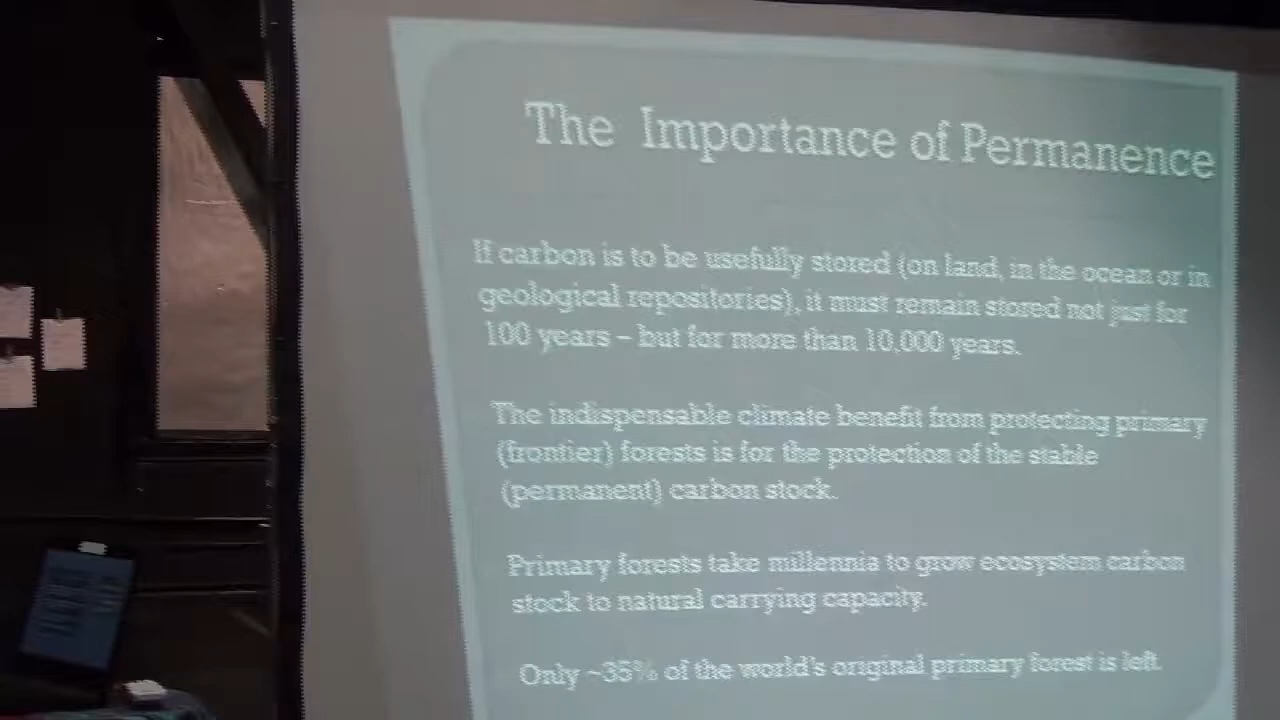 The Importance of Permanence
If carbon is to be usefully stored (on land, in the ocean or in
geological repositories), it must remain stored not just for
100 years – but for more than 10,000 years.
The indispensable climate benefit from protecting primary
(frontier) forests is for the protection of the stable
(permanent) carbon stock.
Primary forests take millennia to grow ecosystem carbon
stock to natural carrying capacity.
Only ~35% of the world's original primary forest is left.